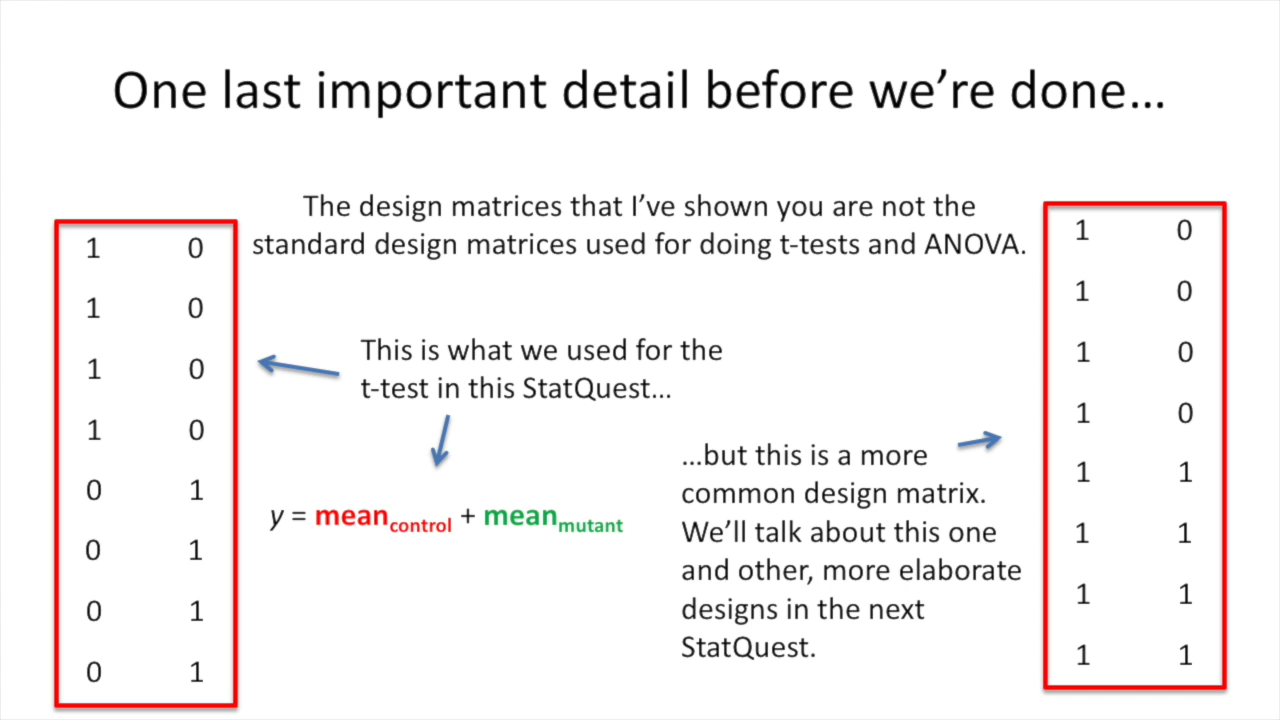 One last important detail before we’re done…
The design matrices that I’ve shown you are not the
standard design matrices used for doing t-tests and ANOVA.
1 0
1 0
1 0
1 0
0 1
0 1
0 1
0 1
This is what we used for the
t-test in this StatQuest…
y = mean control + mean mutant
…but this is a more
common design matrix.
We’ll talk about this one
and other, more elaborate
designs in the next
StatQuest.
1 0
1 0
1 0
1 0
1 1
1 1
1 1
1 1